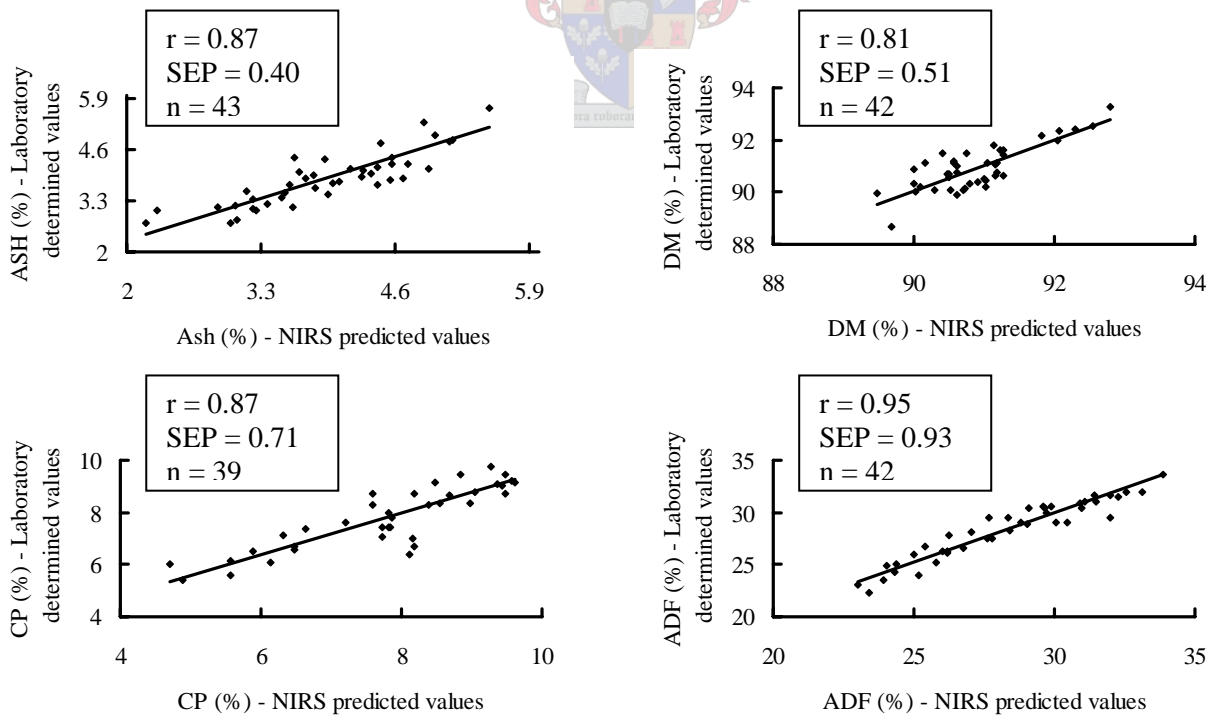 r = 0.87
SEP = 0.40
n = 43
ASH (%) - Laboratory
determined values
5.9
4.6
3.3
2
2 3.3 4.6 5.9
Ash (%) - NIRS predicted values
r = 0.81
SEP = 0.51
n = 42
DM (%) - Laboratory
determined values
94
92
90
88
88 90 92 94
DM (%) - NIRS predicted values
r = 0.87
SEP = 0.71
n = 39
CP (%) - Laboratory
determined values
10
8
6
4
4 6 8 10
CP (%) - NIRS predicted values
r = 0.95
SEP = 0.93
n = 42
ADF (%) - Laboratory
determined values
35
30
25
20
20 25 30 35
ADF (%) - NIRS predicted values